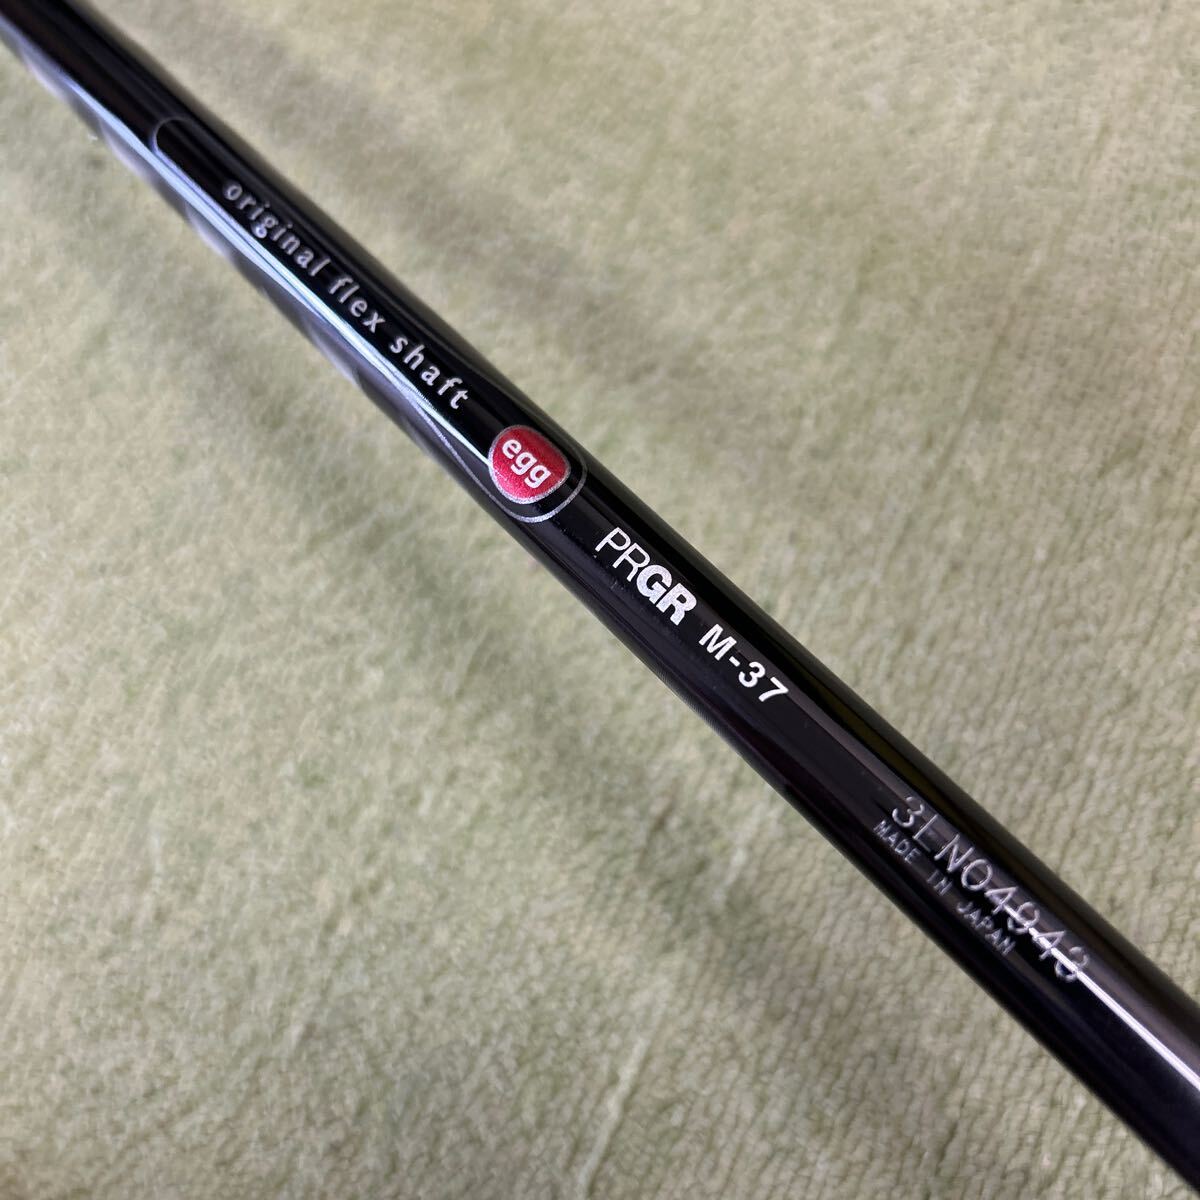 original flex shaft
egg
PRGR M-37
3LN04943
MADE IN JAPAN